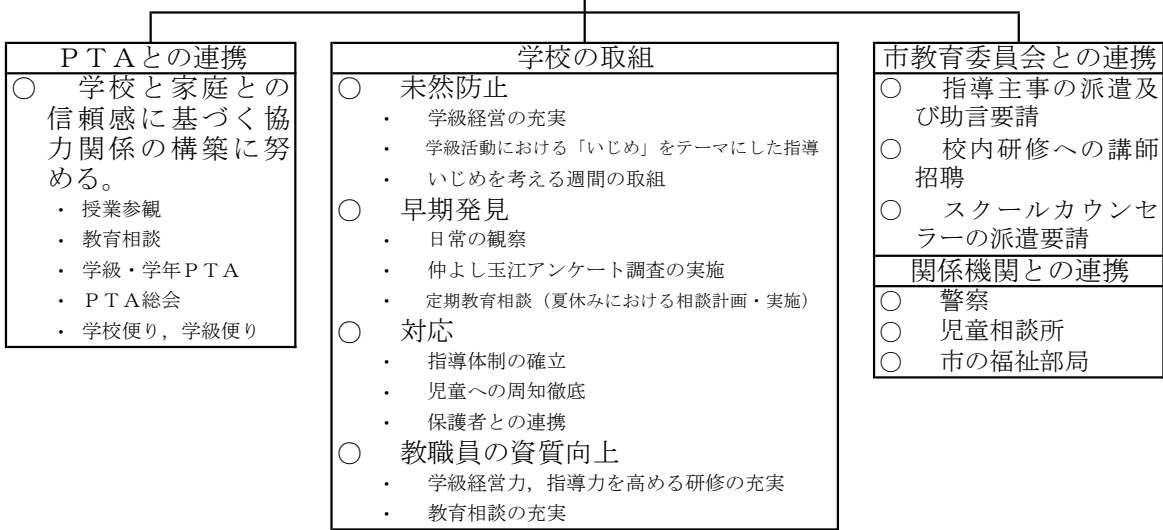 ＰＴＡとの連携
○　学校と家庭との
信頼感に基づく協
力関係の構築に努
める。
・ 授業参観
・ 教育相談
・ 学級・学年ＰＴＡ
・ ＰＴＡ総会
・ 学校便り，学級便り
学校の取組
○　未然防止
・ 学級経営の充実
・ 学級活動における「いじめ」をテーマにした指導
・ いじめを考える週間の取組
○　早期発見
・ 日常の観察
・ 仲よし玉江アンケート調査の実施
・ 定期教育相談（夏休みにおける相談計画・実施）
○　対応
・ 指導体制の確立
・ 児童への周知徹底
・ 保護者との連携
○　教職員の資質向上
・ 学級経営力，指導力を高める研修の充実
・ 教育相談の充実
市教育委員会との連携
○　指導主事の派遣及
び助言要請
○　校内研修への講師
招聘
○　スクールカウンセ
ラーの派遣要請
関係機関との連携
○　警察
○　児童相談所
○　市の福祉部局